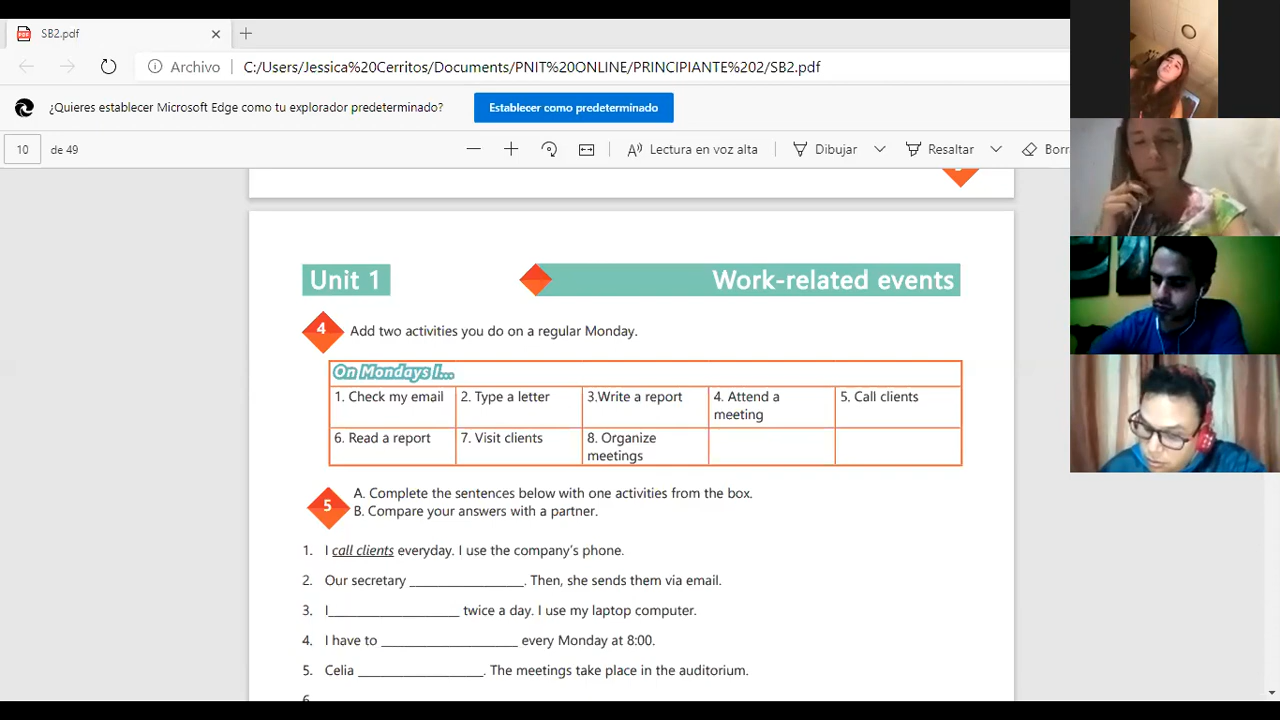 SB2.pdf
Archivo C:/Users/Jessica%20Cerritos/Documents/PNIT%20ONLINE/PRINCIPIANTE%202/SB2.pdf
¿Quieres establecer Microsoft Edge como tu explorador predeterminado? Establecer como predeterminado
10 de 49 Lectura en voz alta Dibujar Resaltar Borr
Unit 1 Work-related events
4 Add two activities you do on a regular Monday.
On Mondays I...
1. Check my email 2. Type a letter 3.Write a report 4. Attend a meeting 5. Call clients
6. Read a report 7. Visit clients 8. Organize meetings
5 A. Complete the sentences below with one activities from the box.
B. Compare your answers with a partner.
1. I call clients everyday. I use the company's phone.
2. Our secretary __________________. Then, she sends them via email.
3. I_____________________ twice a day. I use my laptop computer.
4. I have to ______________________ every Monday at 8:00.
5. Celia ____________________. The meetings take place in the auditorium.